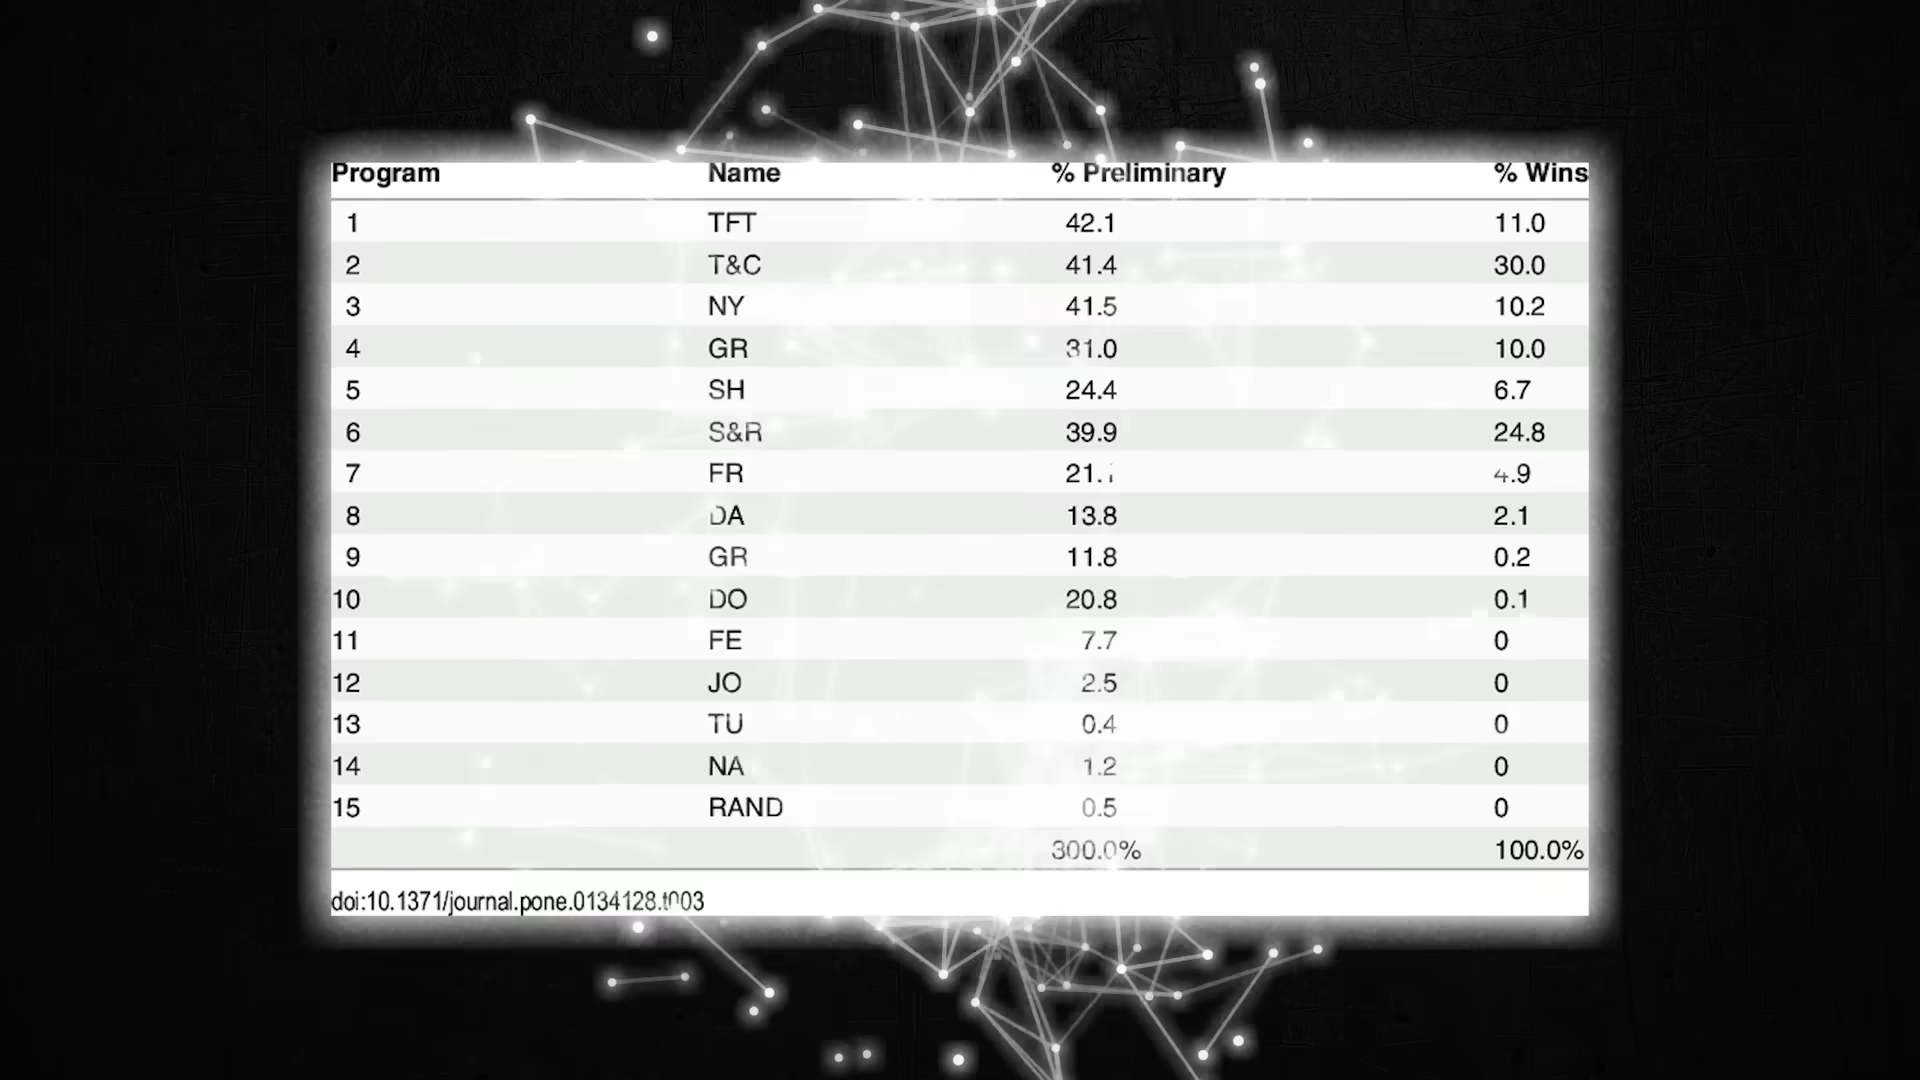 Program Name % Preliminary % Wins
1 TFT 42.1 11.0
2 T&C 41.4 30.0
3 NY 41.5 10.2
4 GR 31.0 10.0
5 SH 24.4 6.7
6 S&R 39.9 24.8
7 FR 4.9
8 DA 13.8 2.1
9 GR 11.8 0.2
10 DO 20.8 0.1
11 FE 7.7 0
12 JO 2.5 0
13 TU 0.4 0
14 NA 1.2 0
15 RAND 0.5 0
300.0% 100.0%
doi:10.1371/journal.pone.0134128.t003